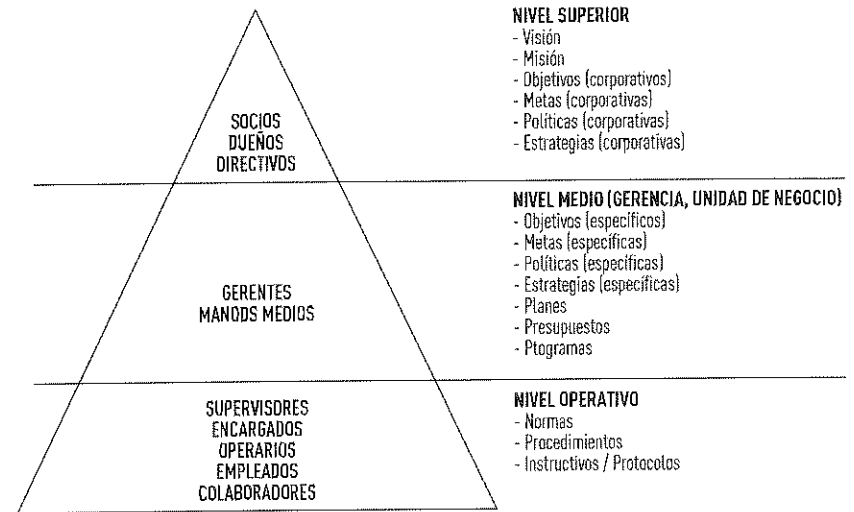 NIVEL SUPERIOR
- Visión
- Misión
- Objetivos (corporativos)
- Metas (corporativas)
- Políticas (corporativas)
- Estrategias (corporativas)
SOCIOS
DUEÑOS
DIRECTIVOS
NIVEL MEDIO (GERENCIA, UNIDAD DE NEGOCIO)
- Objetivos (específicos)
- Metas (específicas)
- Políticas (específicas)
- Estrategias (específicas)
- Planes
- Presupuestos
- Ptogramas
GERENTES
MANODS MEDIOS
NIVEL OPERATIVO
- Normas
- Procedimientos
- Instructivos / Protocolos
SUPERVISORES
ENCARGADOS
OPERARIOS
EMPLEADOS
COLABORADORES